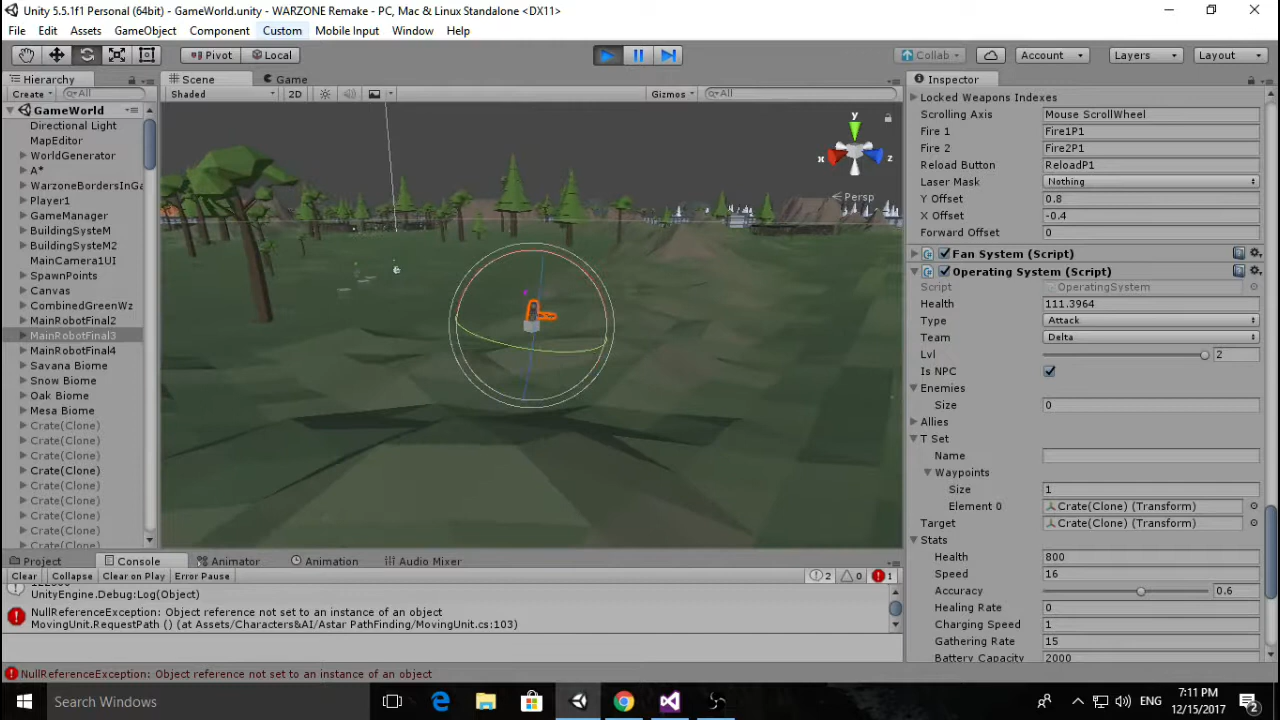 Unity 5.5.1f1 Personal (64bit) - GameWorld.unity - WARZONE Remake - PC, Mac & Linux Standalone <DX11>
File Edit Assets GameObject Component Custom Mobile Input Window Help
Pivot Local Collab Account Layers Layout
Hierarchy
Create All
GameWorld
Directional Light
MapEditor
WorldGenerator
A*
WarzoneBordersInGa
Player1
GameManager
BuildingSysteM
BuildingSysteM2
MainCamera1UI
SpawnPoints
Canvas
CombinedGreenWz
MainRobotFinal2
MainRobotFinal3
MainRobotFinal4
Savana Biome
Snow Biome
Oak Biome
Mesa Biome
Crate(Clone)
Crate(Clone)
Crate(Clone)
Crate(Clone)
Crate(Clone)
Crate(Clone)
Crate(Clone)
Crate(Clone)
Crate(Clone)
Scene Game
Shaded 2D Gizmos All
y
x z
Persp
Inspector
Locked Weapons Indexes
Scrolling Axis Mouse ScrollWheel
Fire 1 Fire1P1
Fire 2 Fire2P1
Reload Button ReloadP1
Laser Mask Nothing
Y Offset 0.8
X Offset -0.4
Forward Offset 0
Fan System (Script)
Operating System (Script)
Script OperatingSystem
Health 111.3964
Type Attack
Team Delta
Lvl 2
Is NPC
Enemies
Size 0
Allies
T Set
Name
Waypoints
Size 1
Element 0 Crate(Clone) (Transform)
Target Crate(Clone) (Transform)
Stats
Health 800
Speed 16
Accuracy 0.6
Healing Rate 0
Charging Speed 1
Gathering Rate 15
Battery Capacity 2000
Project Console Animator Animation Audio Mixer
Clear Collapse Clear on Play Error Pause 2 0 1
UnityEngine.Debug:Log(Object)
NullReferenceException: Object reference not set to an instance of an object
MovingUnit.RequestPath () (at Assets/Characters&AI/Astar PathFinding/MovingUnit.cs:103)
NullReferenceException: Object reference not set to an instance of an object
Search Windows
ENG
7:11 PM
12/15/2017
2